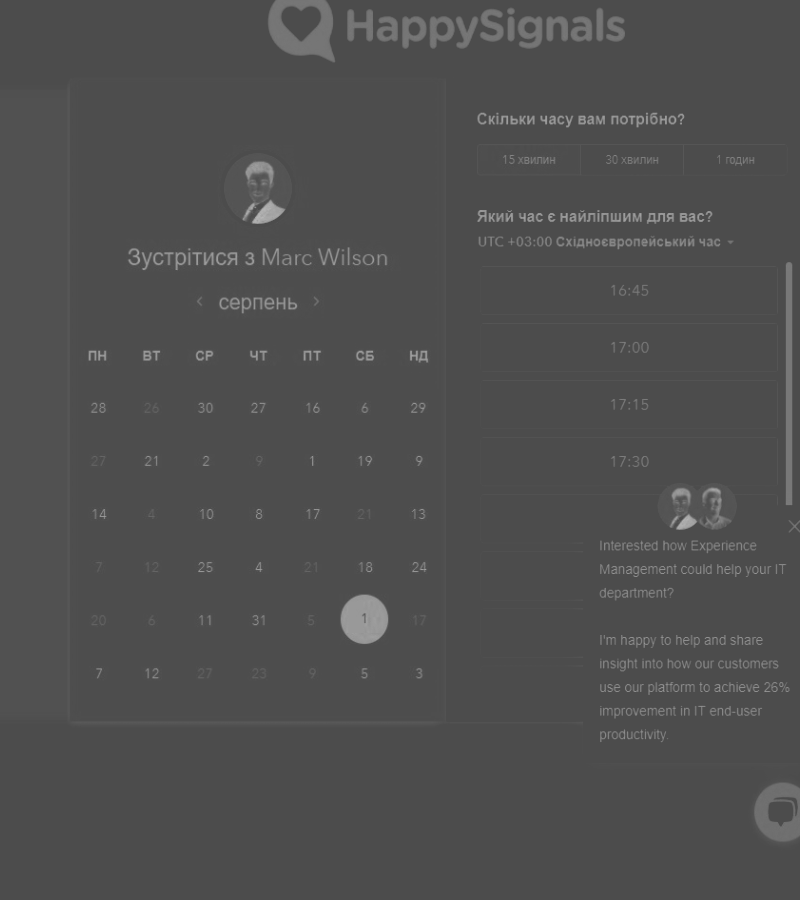 HappySignals
Зустрітися з Marc Wilson
серпень
ПН ВТ СР ЧТ ПТ СБ НД
28 26 30 27 16 6 29
27 21 2 9 1 19 9
14 4 10 8 17 21 13
7 12 25 4 21 18 24
20 6 11 31 5 1 17
7 12 27 23 9 5 3
Скільки часу вам потрібно?
15 хвилин 30 хвилин 1 годин
Який час є найліпшим для вас?
UTC +03:00 Східноєвропейський час
16:45
17:00
17:15
17:30
Interested how Experience
Management could help your IT
department?
I'm happy to help and share
insight into how our customers
use our platform to achieve 26%
improvement in IT end-user
productivity.